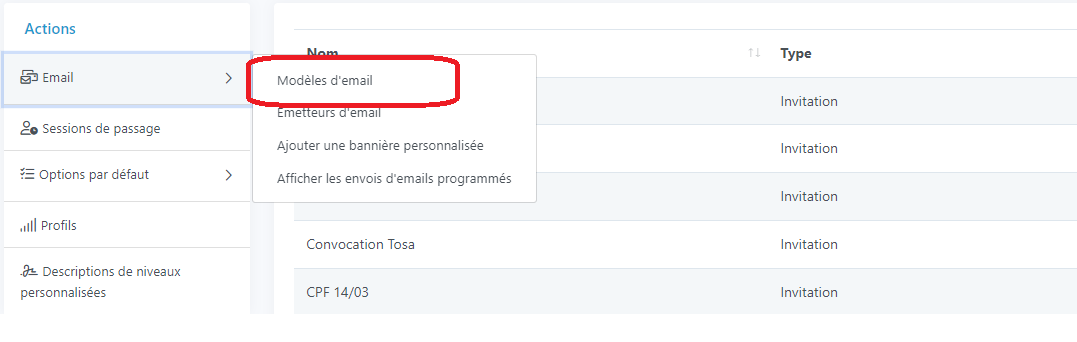 Actions
Email
Sessions de passage
Options par défaut
Profils
Descriptions de niveaux
personnalisées
Modèles d'email
Emetteurs d'email
Ajouter une bannière personnalisée
Afficher les envois d'emails programmés
Nom
Type
Invitation
Invitation
Invitation
Convocation Tosa
Invitation
CPF 14/03
Invitation